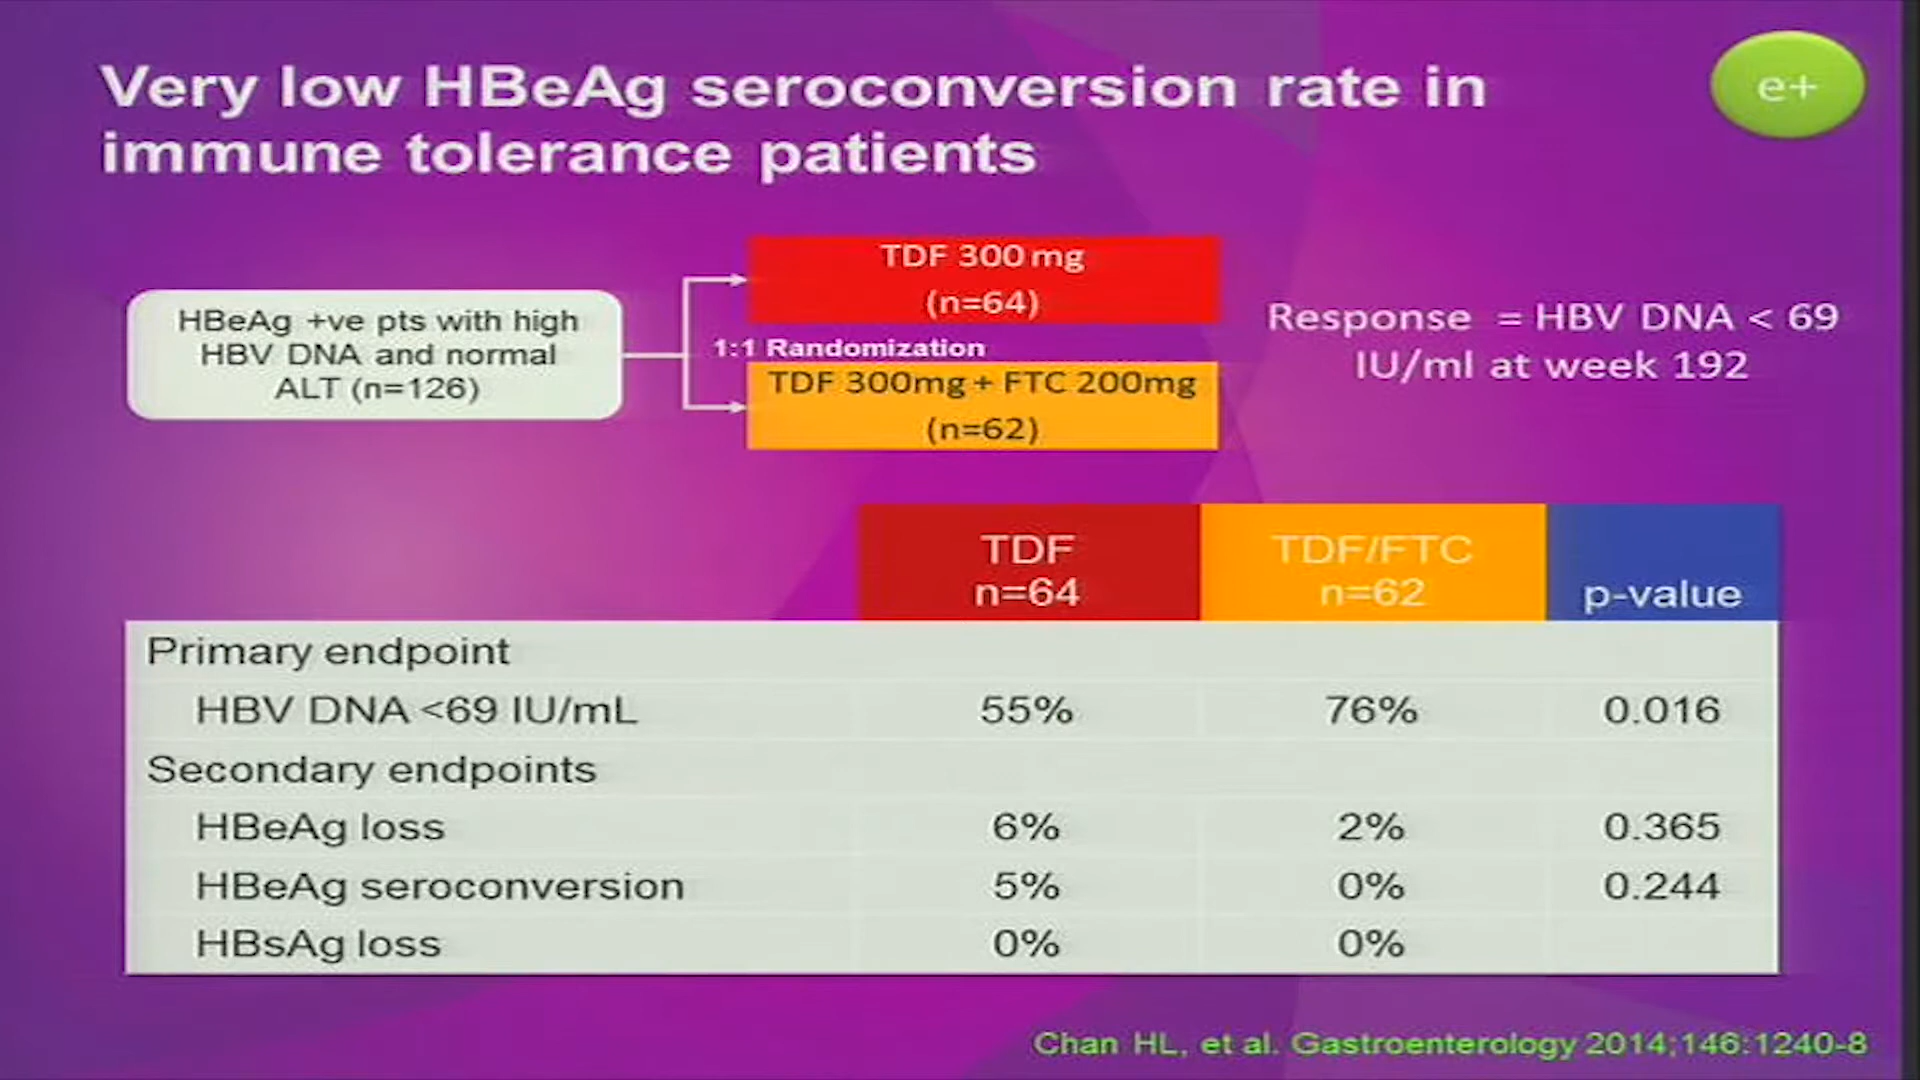 Very low HBeAg seroconversion rate in
immune tolerance patients
e+
HBeAg +ve pts with high
HBV DNA and normal
ALT (n=126)
TDF 300 mg
(n=64)
1:1 Randomization
TDF 300mg + FTC 200mg
(n=62)
Response = HBV DNA < 69
IU/ml at week 192
TDF
n=64
TDF/FTC
n=62
p-value
Primary endpoint
HBV DNA <69 IU/mL 55% 76% 0.016
Secondary endpoints
HBeAg loss 6% 2% 0.365
HBeAg seroconversion 5% 0% 0.244
HBsAg loss 0% 0%
Chan HL, et al. Gastroenterology 2014;146:1240-8